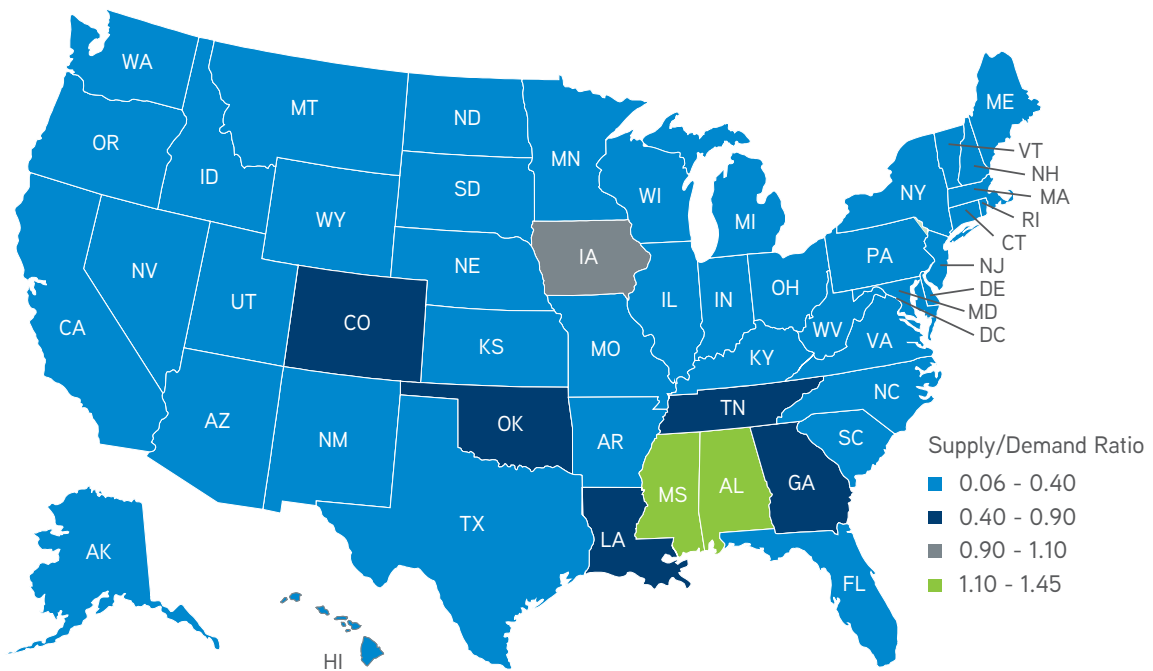 WA
MT
ND
ME
OR
MN
VT
ID
SD
WI
NH
NY
MA
WY
MI
RI
CT
IA
PA
NE
NJ
NV
OH
DE
UT
IL
IN
MD
CA
CO
WV
DC
VA
KS
MO
KY
NC
TN
AZ
OK
NM
AR
SC
Supply/Demand Ratio
GA
0.06 - 0.40
MS
AL
TX
0.40 - 0.90
LA
AK
0.90 - 1.10
FL
1.10 - 1.45
HI